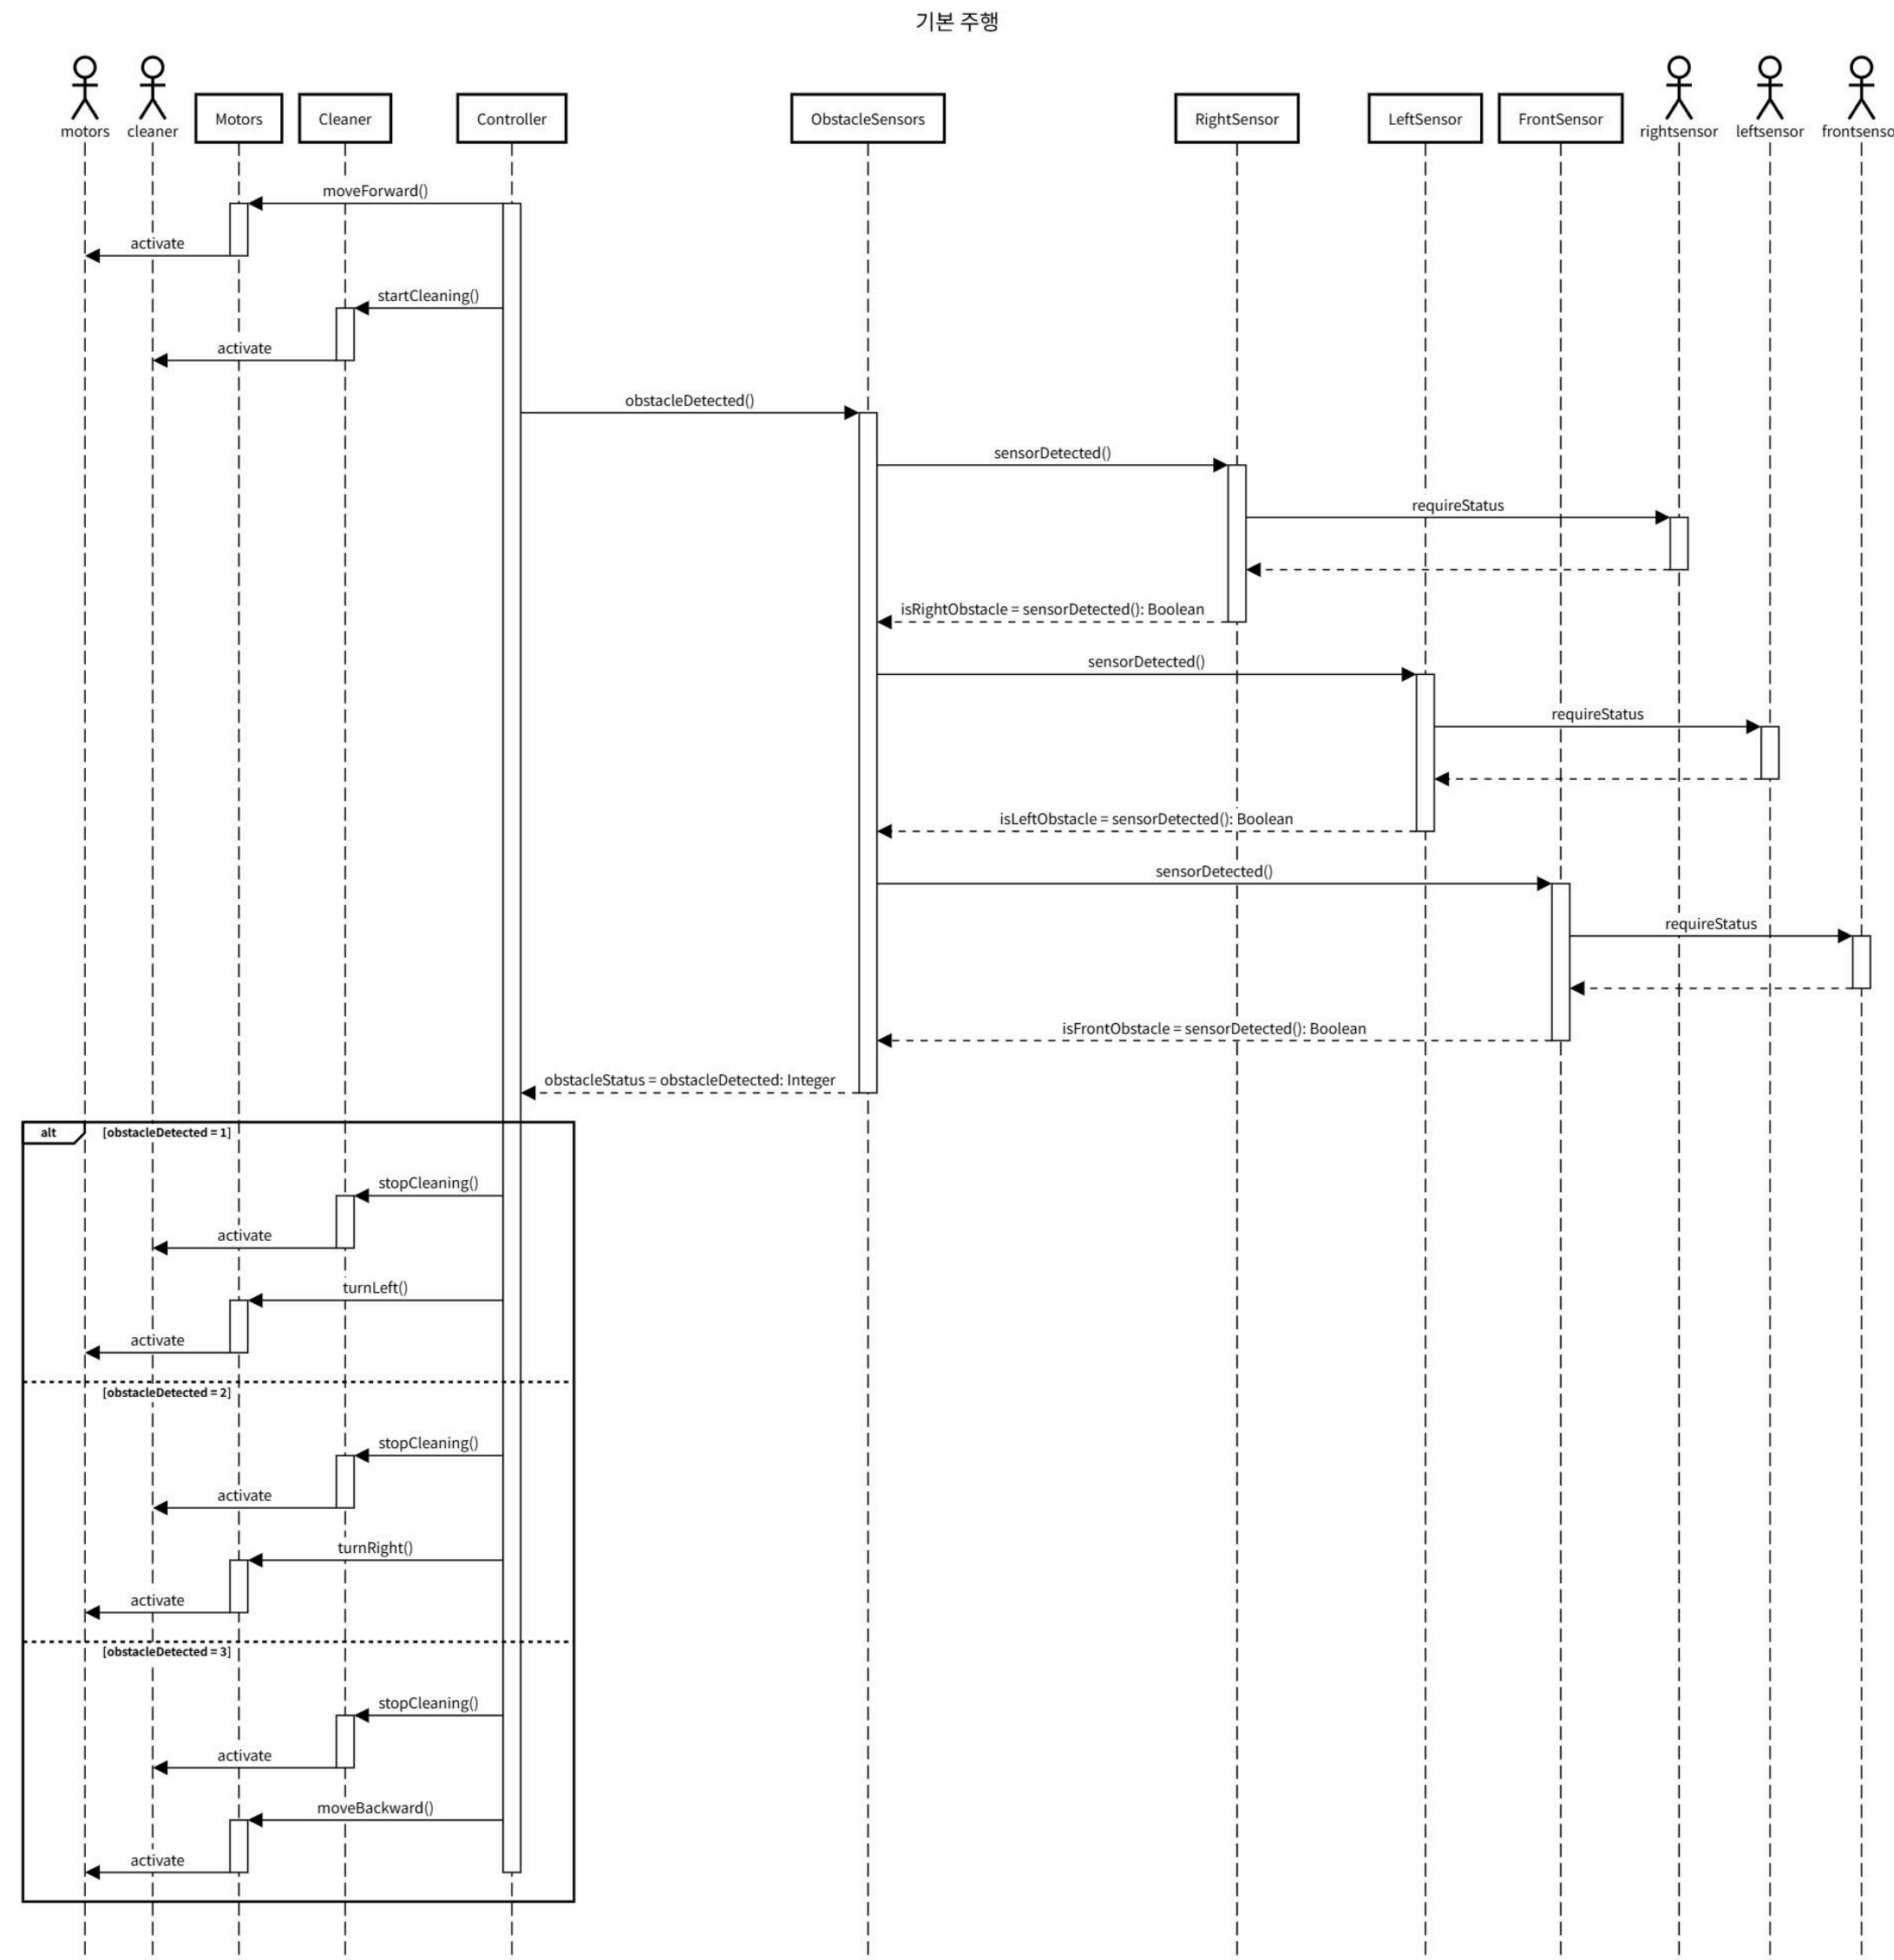 기본 주행
motors
cleaner
Motors
Cleaner
Controller
ObstacleSensors
RightSensor
LeftSensor
FrontSensor
rightsensor
leftsensor
frontsenso
moveForward()
activate
startCleaning()
activate
obstacleDetected()
sensorDetected()
requireStatus
isRightObstacle = sensorDetected(): Boolean
sensorDetected()
requireStatus
isLeftObstacle = sensorDetected(): Boolean
sensorDetected()
requireStatus
isFrontObstacle = sensorDetected(): Boolean
obstacleStatus = obstacleDetected: Integer
alt
[obstacleDetected = 1]
stopCleaning()
activate
turnLeft()
activate
[obstacleDetected = 2]
stopCleaning()
activate
turnRight()
activate
[obstacleDetected = 3]
stopCleaning()
activate
moveBackward()
activate